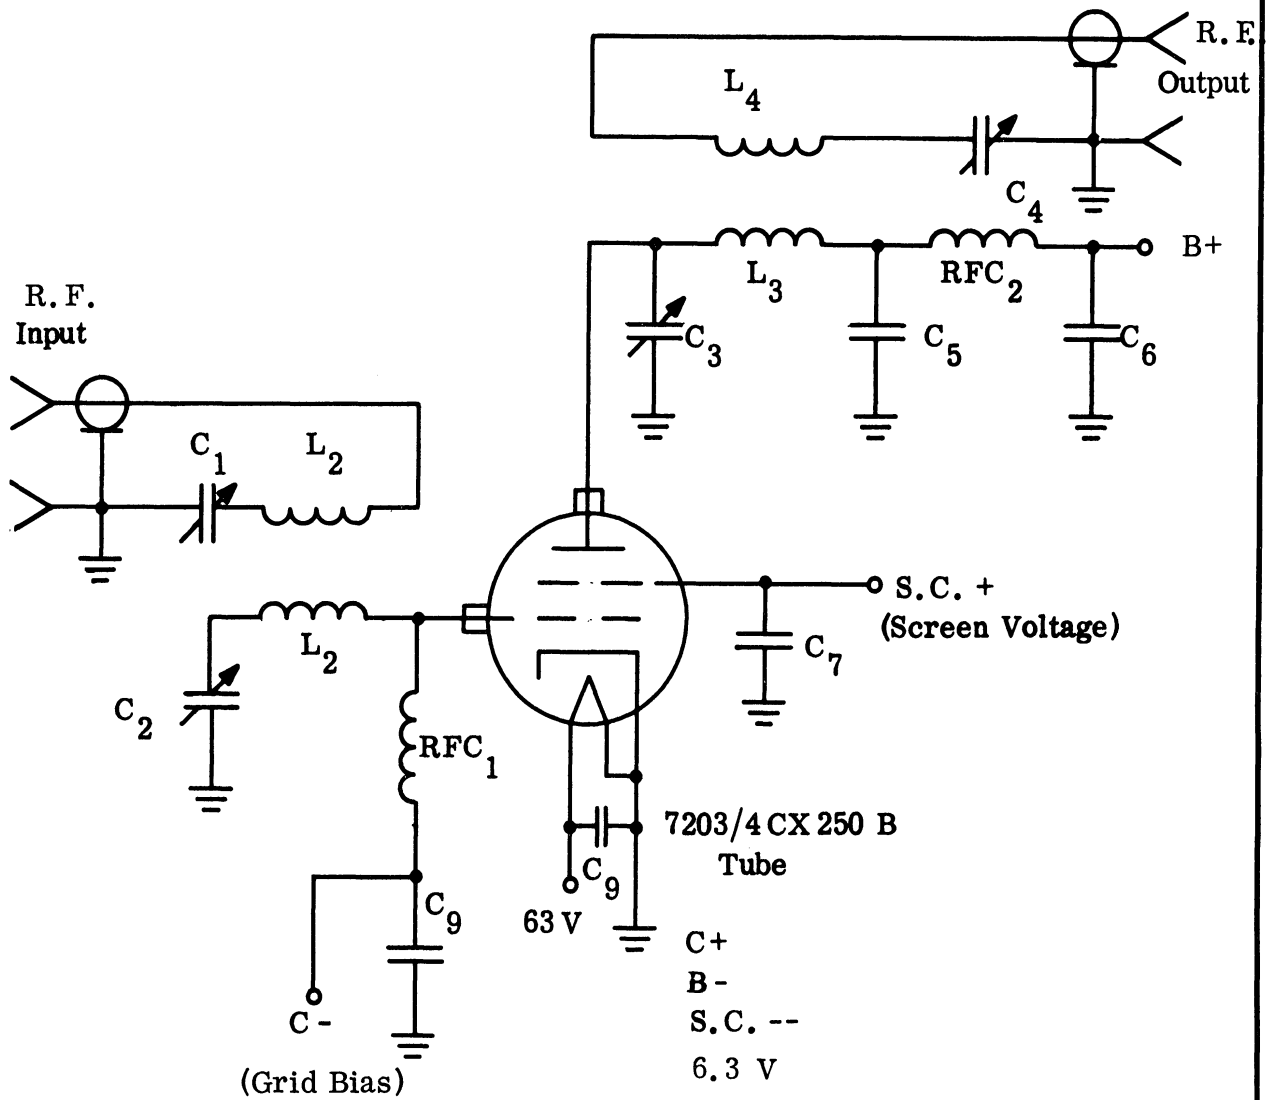 R. F.
Output
L4
C4
B+
L3
RFC2
C3
C5
C6
R. F.
Input
C1
L2
S.C. +
(Screen Voltage)
L2
C7
C2
RFC1
7203/4 CX 250 B
Tube
C9
63 V
C9
C+
B -
S.C. --
6.3 V
C -
(Grid Bias)